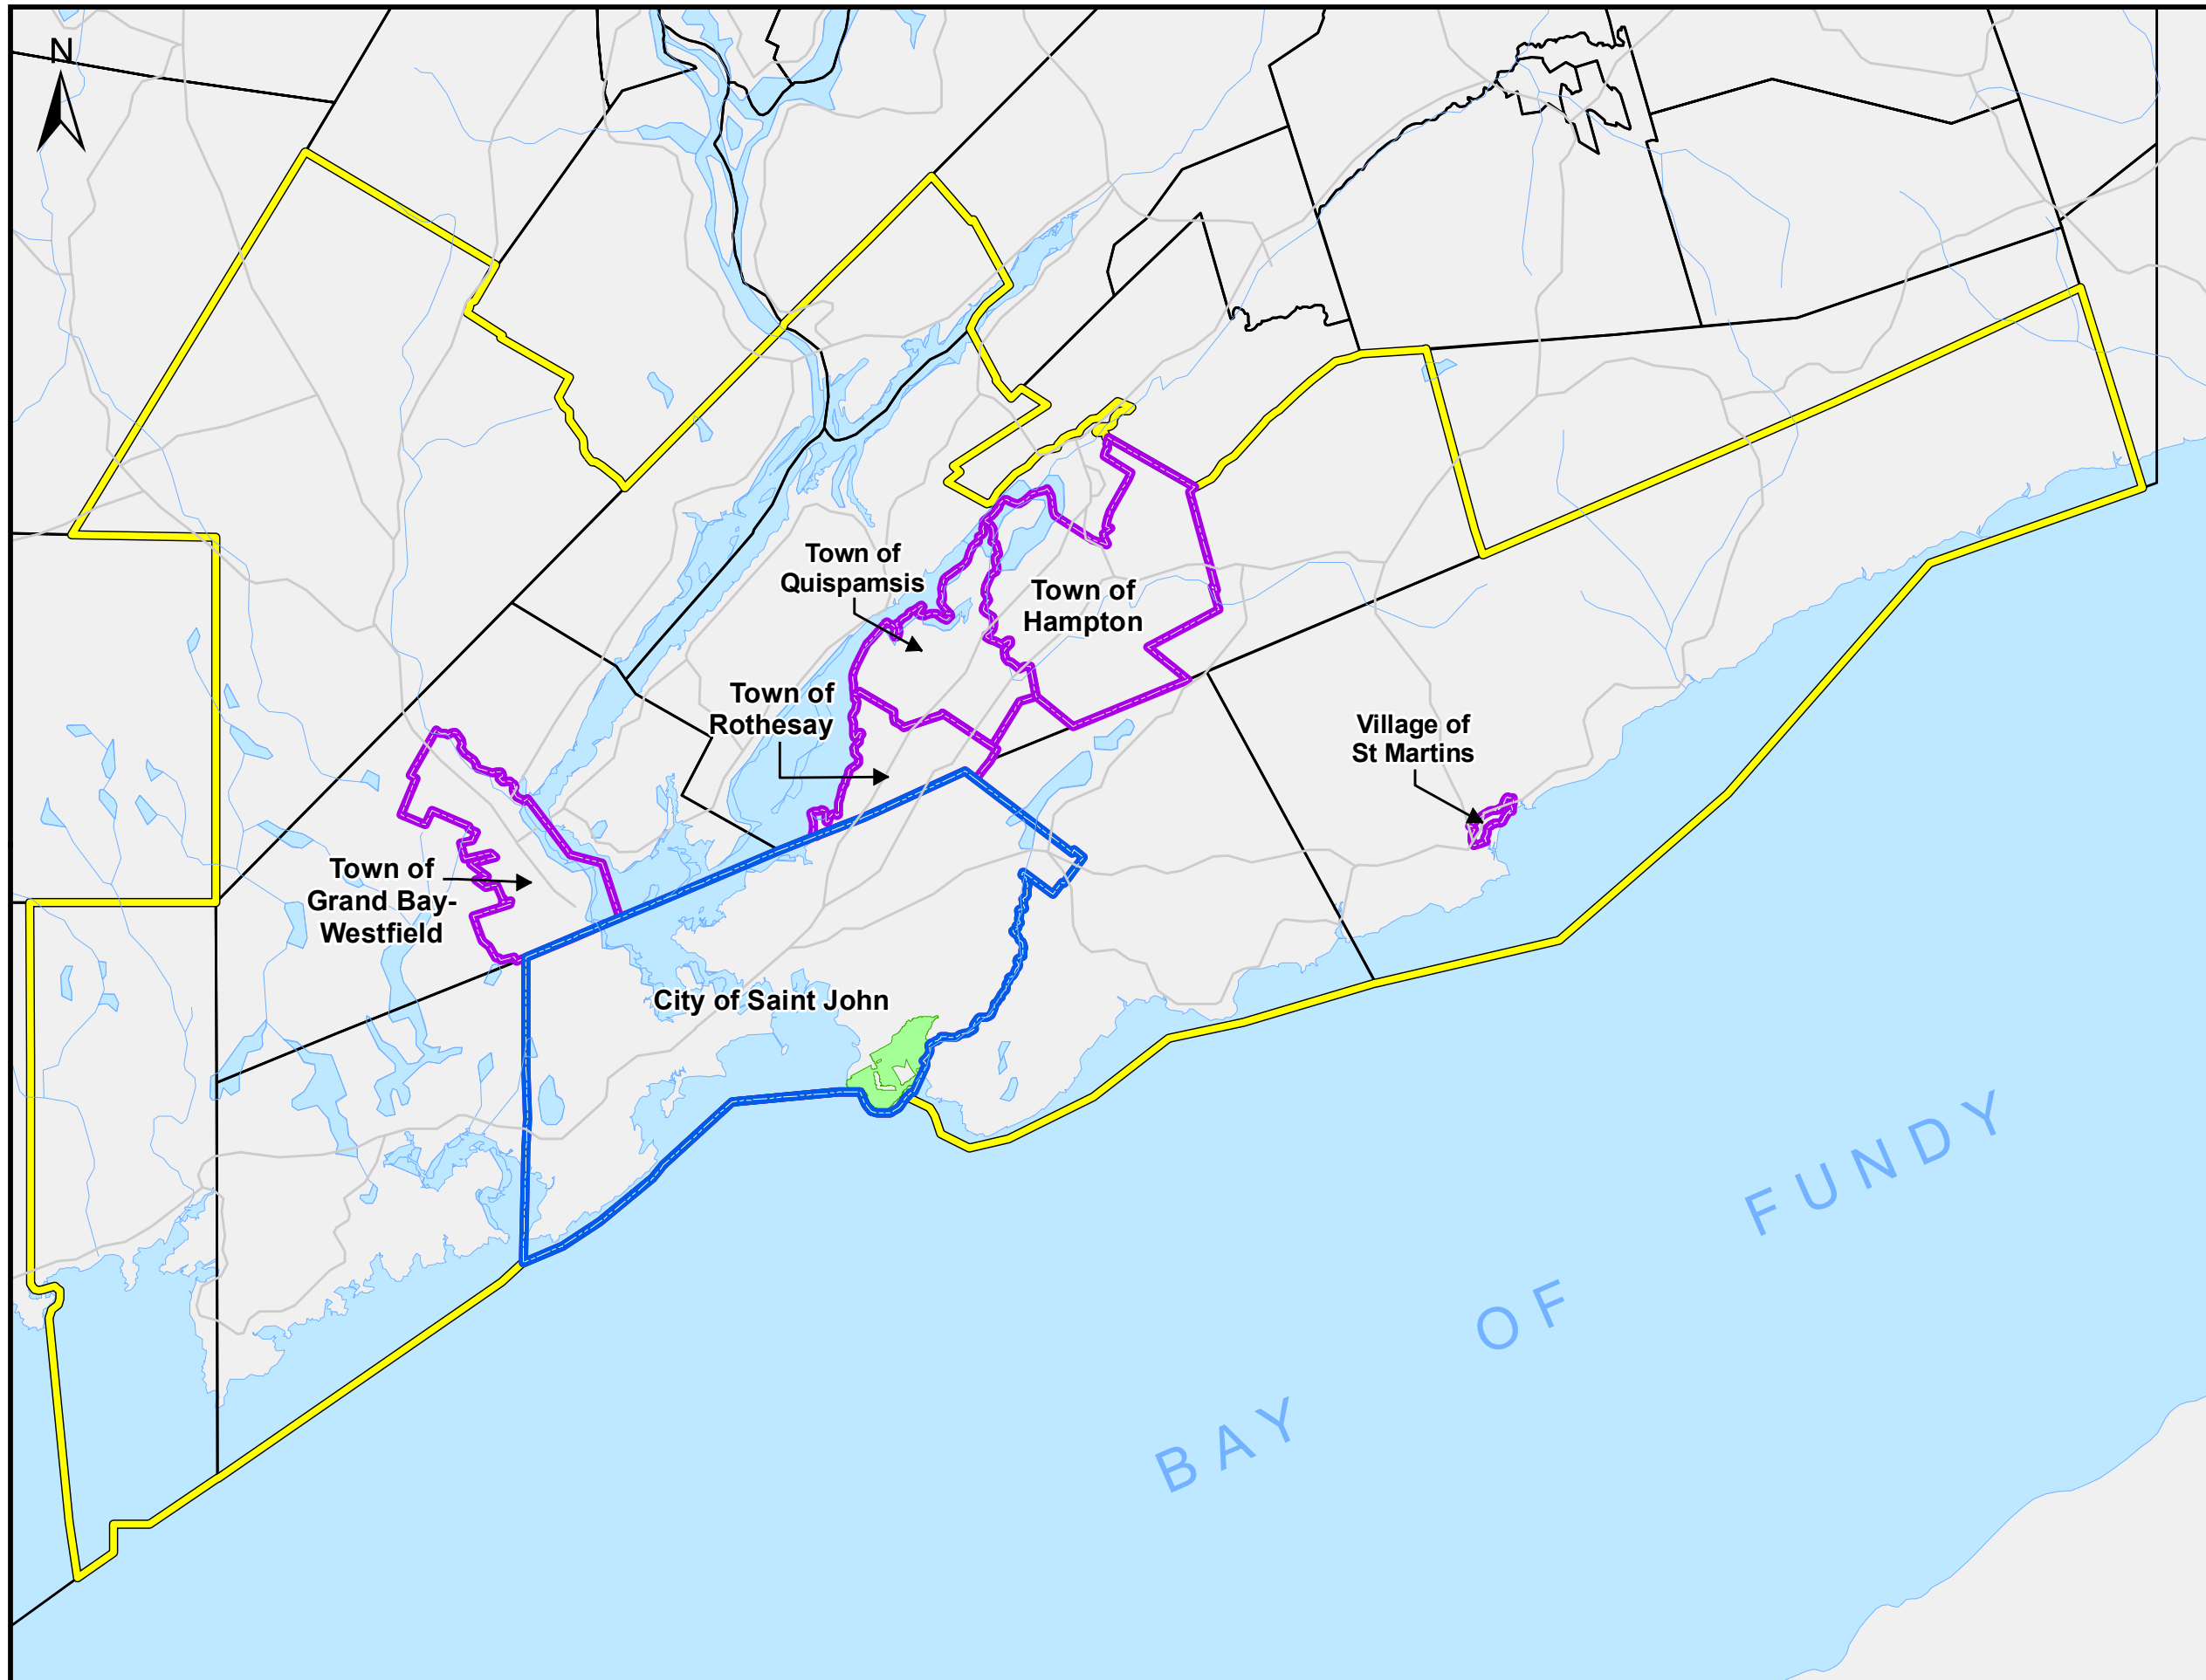 N
Town of
Quispamsis
Town of
Hampton
Town of
Rothesay
Village of
St Martins
Town of
Grand Bay-
Westfield
City of Saint John
BAY OF FUNDY